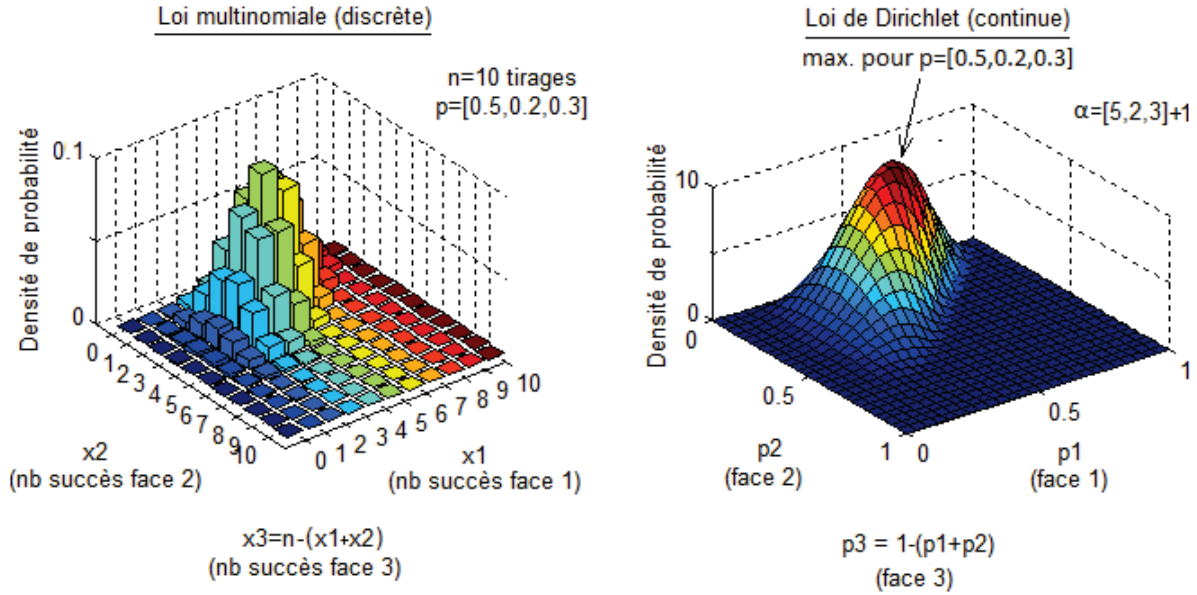 Loi multinomiale (discrète)
n=10 tirages
p=[0.5,0.2,0.3]
Densité de probabilité
0.1
0
0
1
2
3
4
5
6
7
8
9
10
x2
(nb succès face 2)
0
1
2
3
4
5
6
7
8
9
10
x1
(nb succès face 1)
x3=n-(x1+x2)
(nb succès face 3)
Loi de Dirichlet (continue)
max. pour p=[0.5,0.2,0.3]
α=[5,2,3]+1
Densité de probabilité
10
0
0
0.5
1
p2
(face 2)
0
0.5
1
p1
(face 1)
p3 = 1-(p1+p2)
(face 3)